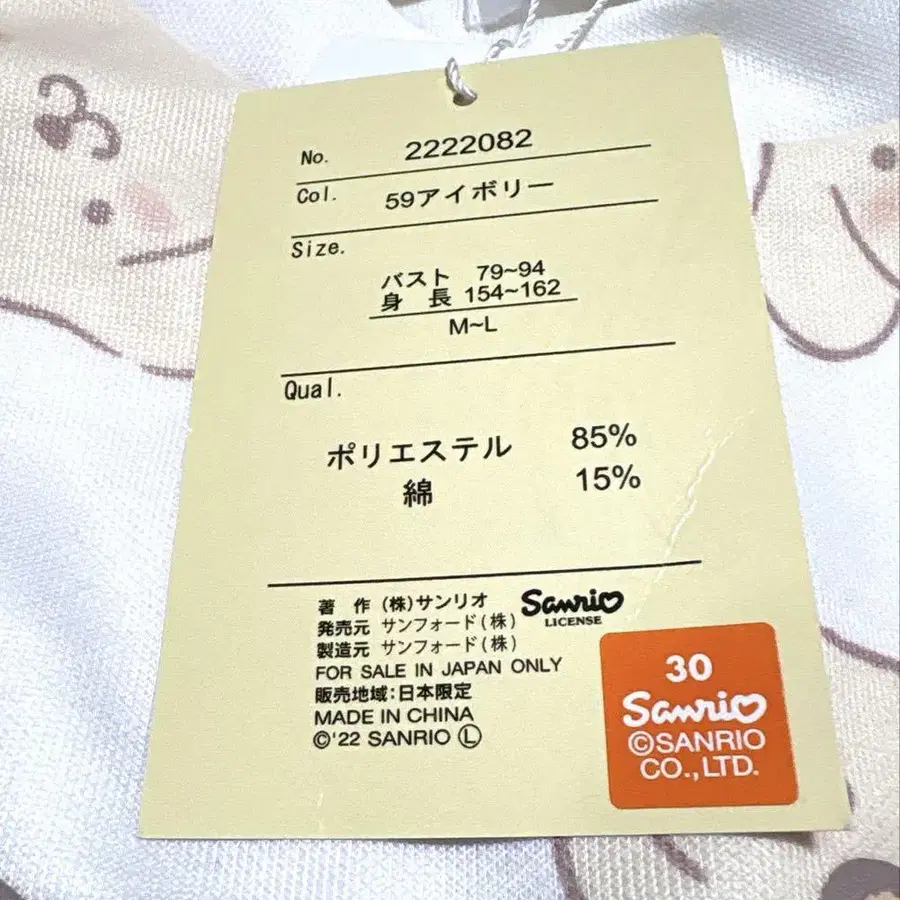 No. 2222082
Col. 59アイボリー
Size.
バスト 79~94
身長 154~162
M~L
Qual.
ポリエステル 85%
綿 15%
著作 (株)サンリオ Sanrio
発売元 サンフォード(株) LICENSE
製造元 サンフォード(株)
FOR SALE IN JAPAN ONLY
販売地域:日本限定
MADE IN CHINA
©'22 SANRIO Ⓛ
30
Sanrio
©SANRIO
CO.,LTD.